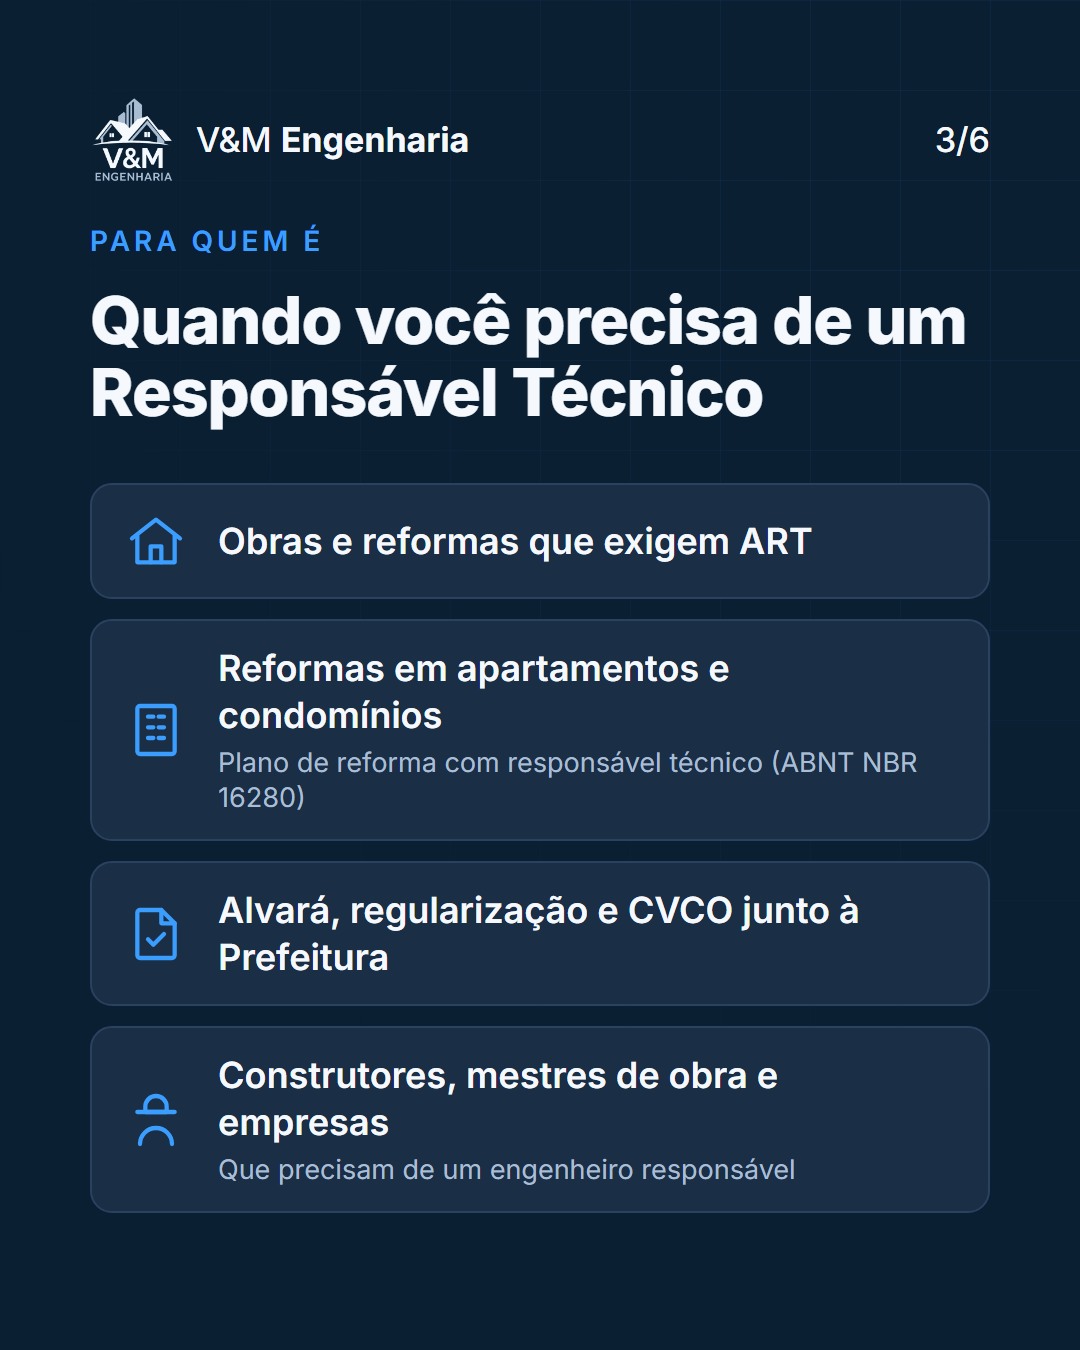 V&M
ENGENHARIA
V&M Engenharia
3/6
PARA QUEM É
Quando você precisa de um
Responsável Técnico
Obras e reformas que exigem ART
Reformas em apartamentos e
condomínios
Plano de reforma com responsável técnico (ABNT NBR
16280)
Alvará, regularização e CVCO junto à
Prefeitura
Construtores, mestres de obra e
empresas
Que precisam de um engenheiro responsável